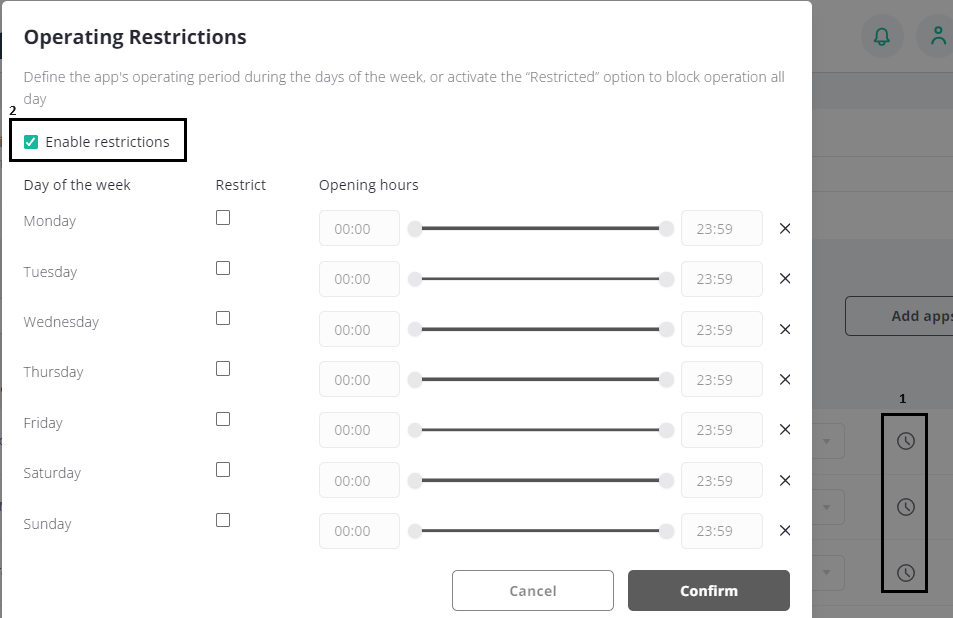 Operating Restrictions
Define the app's operating period during the days of the week, or activate the “Restricted” option to block operation all
day
2
Enable restrictions
Day of the week Restrict Opening hours
Monday 00:00 23:59
Tuesday 00:00 23:59
Wednesday 00:00 23:59
Thursday 00:00 23:59
Friday 00:00 23:59
Saturday 00:00 23:59
Sunday 00:00 23:59
Cancel Confirm
Add apps
1